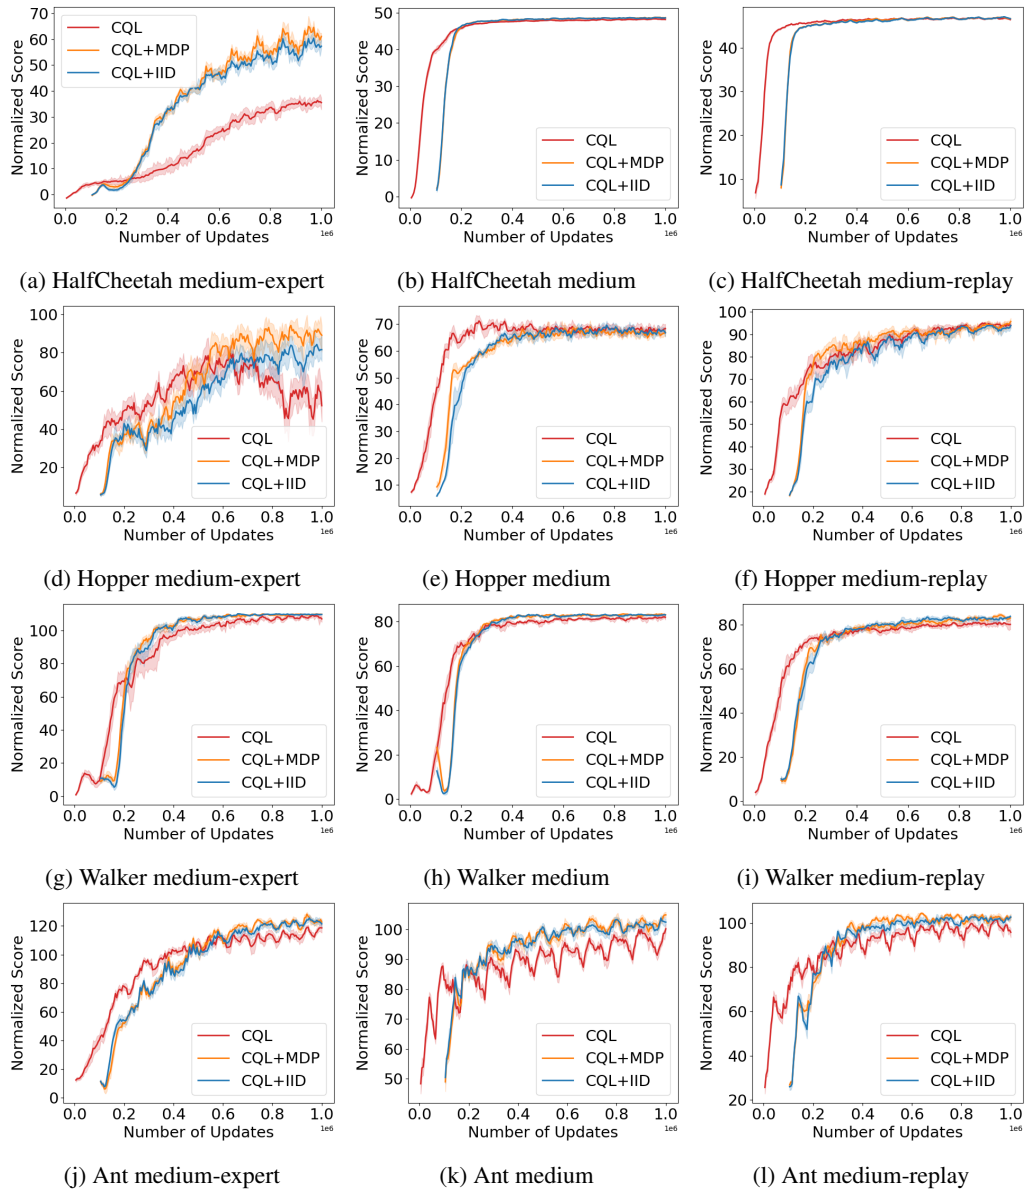 Normalized Score
70
60
50
40
30
20
10
0
CQL
CQL+MDP
CQL+IID
0.0 0.2 0.4 0.6 0.8 1.0
Number of Updates
1e6
(a) HalfCheetah medium-expert
Normalized Score
50
40
30
20
10
0
CQL
CQL+MDP
CQL+IID
0.0 0.2 0.4 0.6 0.8 1.0
Number of Updates
1e6
(b) HalfCheetah medium
Normalized Score
40
30
20
10
CQL
CQL+MDP
CQL+IID
0.0 0.2 0.4 0.6 0.8 1.0
Number of Updates
1e6
(c) HalfCheetah medium-replay
Normalized Score
100
80
60
40
20
CQL
CQL+MDP
CQL+IID
0.0 0.2 0.4 0.6 0.8 1.0
Number of Updates
1e6
(d) Hopper medium-expert
Normalized Score
70
60
50
40
30
20
10
CQL
CQL+MDP
CQL+IID
0.0 0.2 0.4 0.6 0.8 1.0
Number of Updates
1e6
(e) Hopper medium
Normalized Score
100
90
80
70
60
50
40
30
20
CQL
CQL+MDP
CQL+IID
0.0 0.2 0.4 0.6 0.8 1.0
Number of Updates
1e6
(f) Hopper medium-replay
Normalized Score
100
80
60
40
20
0
CQL
CQL+MDP
CQL+IID
0.0 0.2 0.4 0.6 0.8 1.0
Number of Updates
1e6
(g) Walker medium-expert
Normalized Score
80
60
40
20
0
CQL
CQL+MDP
CQL+IID
0.0 0.2 0.4 0.6 0.8 1.0
Number of Updates
1e6
(h) Walker medium
Normalized Score
80
60
40
20
0
CQL
CQL+MDP
CQL+IID
0.0 0.2 0.4 0.6 0.8 1.0
Number of Updates
1e6
(i) Walker medium-replay
Normalized Score
120
100
80
60
40
20
0
CQL
CQL+MDP
CQL+IID
0.0 0.2 0.4 0.6 0.8 1.0
Number of Updates
1e6
(j) Ant medium-expert
Normalized Score
100
90
80
70
60
50
CQL
CQL+MDP
CQL+IID
0.0 0.2 0.4 0.6 0.8 1.0
Number of Updates
1e6
(k) Ant medium
Normalized Score
100
80
60
40
20
CQL
CQL+MDP
CQL+IID
0.0 0.2 0.4 0.6 0.8 1.0
Number of Updates
1e6
(l) Ant medium-replay